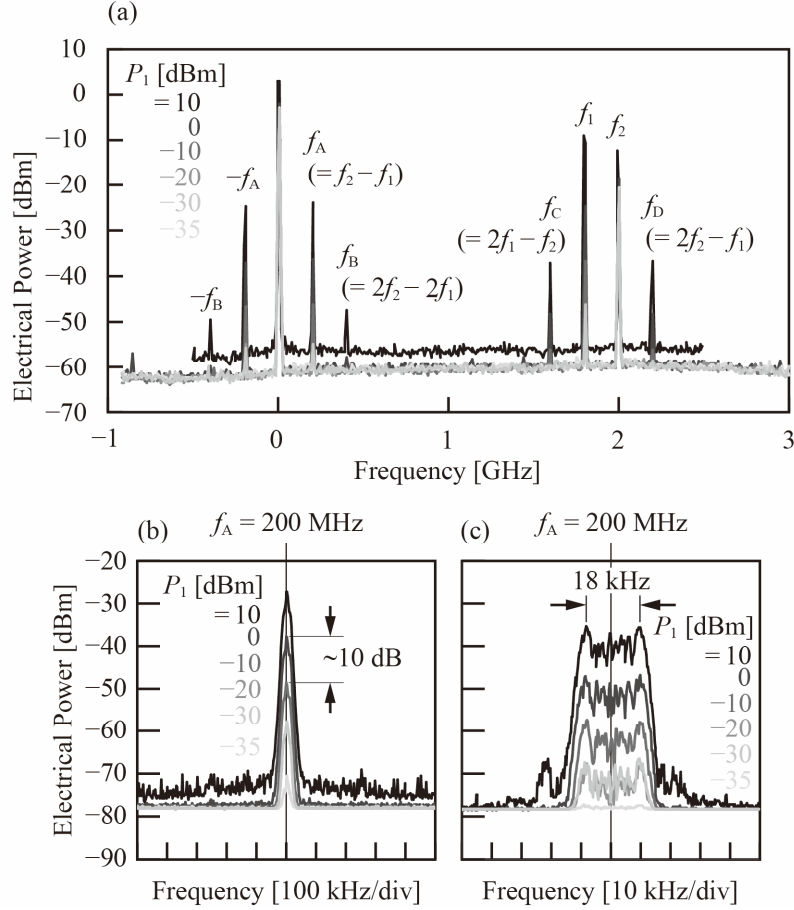 (a)
10
0
−10
−20
−30
−40
−50
−60
−70
Electrical Power [dBm]
P1 [dBm]
= 10
0
−10
−20
−30
−35
−fB
−fA
fA
(= f2 − f1)
fB
(= 2f2 − 2f1)
fC
(= 2f1 − f2)
f1
f2
fD
(= 2f2 − f1)
−1
0
1
2
3
Frequency [GHz]
(b)
fA = 200 MHz
−20
−30
−40
−50
−60
−70
−80
−90
Electrical Power [dBm]
P1 [dBm]
= 10
0
−10
−20
−30
−35
~10 dB
Frequency [100 kHz/div]
(c)
fA = 200 MHz
18 kHz
P1 [dBm]
= 10
0
−10
−20
−30
−35
Frequency [10 kHz/div]